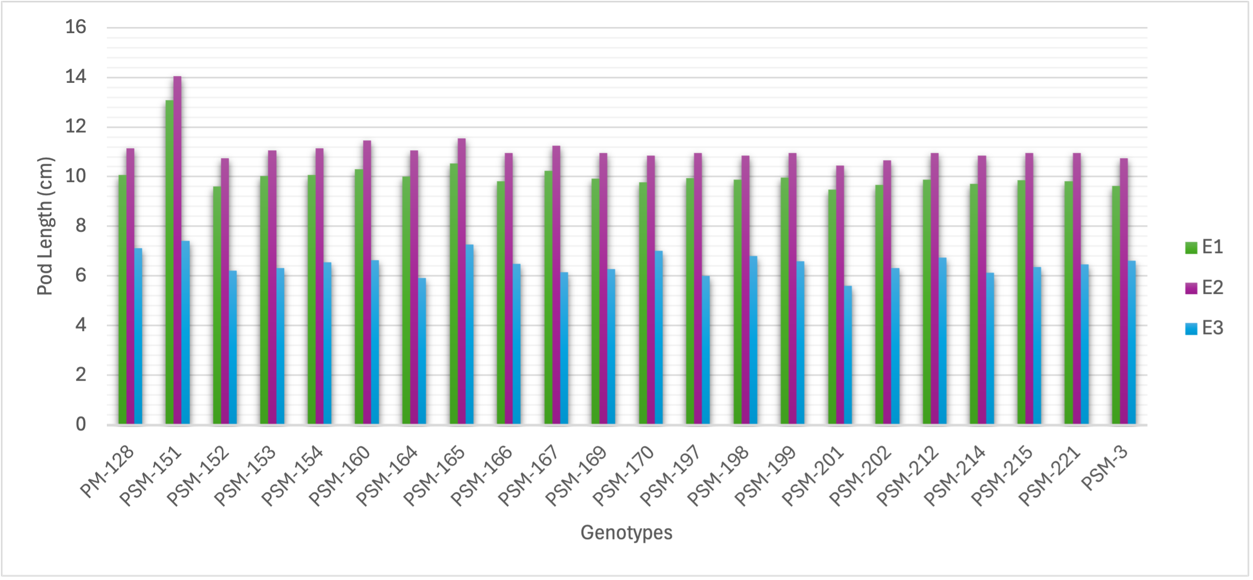 16
14
12
10
8
6
4
2
0
Pod Length (cm)
PM-128
PSM-151
PSM-152
PSM-153
PSM-154
PSM-160
PSM-164
PSM-165
PSM-166
PSM-167
PSM-169
PSM-170
PSM-197
PSM-198
PSM-199
PSM-201
PSM-202
PSM-212
PSM-214
PSM-215
PSM-221
PSM-3
Genotypes
E1
E2
E3